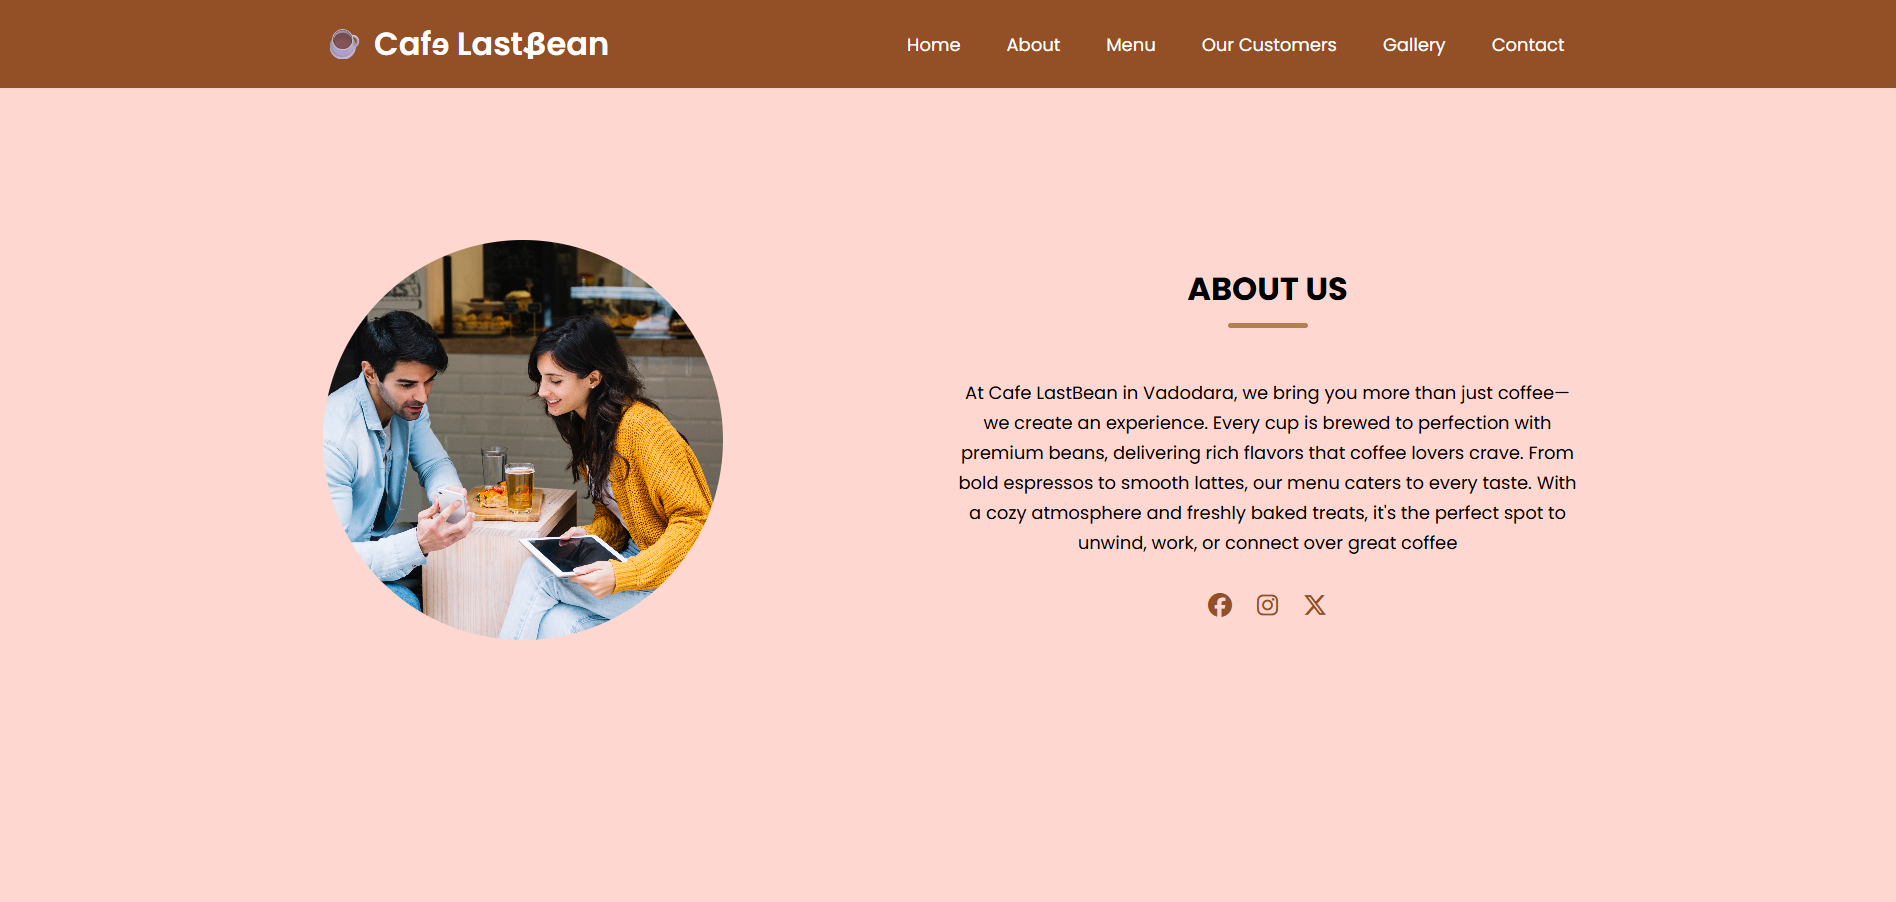 Cafɘ LastꞴean
Home About Menu Our Customers Gallery Contact
ABOUT US
At Cafe LastBean in Vadodara, we bring you more than just coffee—
we create an experience. Every cup is brewed to perfection with
premium beans, delivering rich flavors that coffee lovers crave. From
bold espressos to smooth lattes, our menu caters to every taste. With
a cozy atmosphere and freshly baked treats, it's the perfect spot to
unwind, work, or connect over great coffee